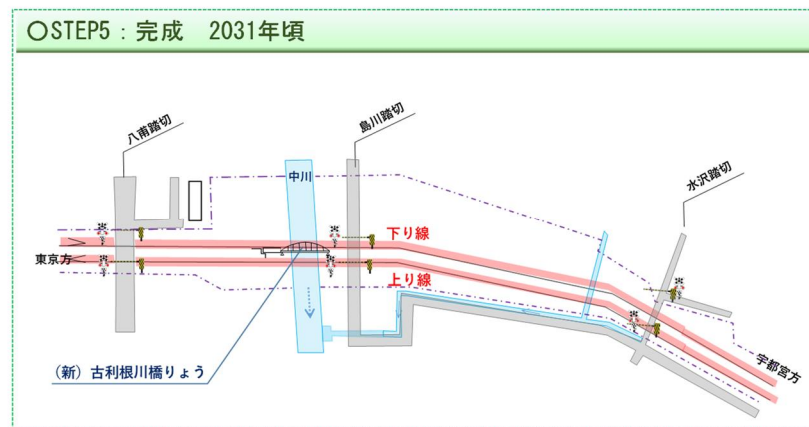 〇STEP5：完成　2031年頃
八甫踏切
島川踏切
中川
水沢踏切
下り線
東京方
上り線
宇都宮方
（新）古利根川橋りょう